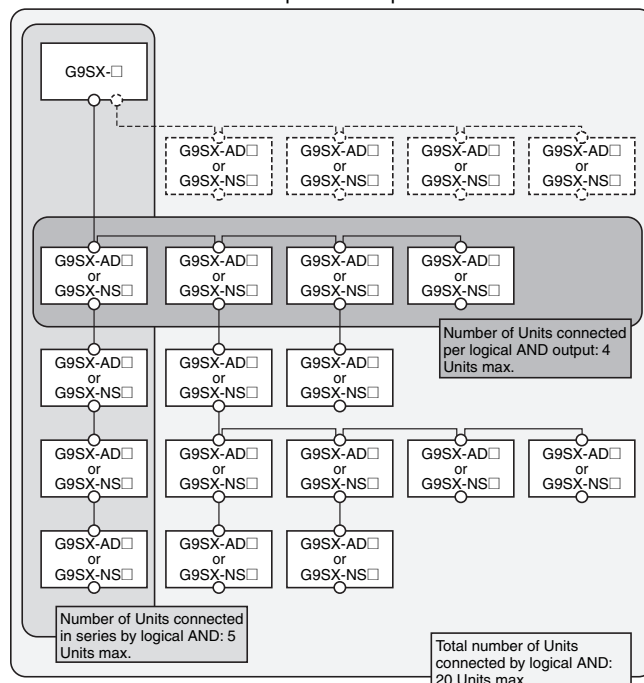 G9SX-□
G9SX-AD□ G9SX-AD□ G9SX-AD□ G9SX-AD□
or or or or
G9SX-NS□ G9SX-NS□ G9SX-NS□ G9SX-NS□
G9SX-AD□ G9SX-AD□ G9SX-AD□ G9SX-AD□
or or or or
G9SX-NS□ G9SX-NS□ G9SX-NS□ G9SX-NS□
Number of Units connected
per logical AND output: 4
Units max.
G9SX-AD□ G9SX-AD□ G9SX-AD□
or or or
G9SX-NS□ G9SX-NS□ G9SX-NS□
G9SX-AD□ G9SX-AD□ G9SX-AD□ G9SX-AD□ G9SX-AD□
or or or or or
G9SX-NS□ G9SX-NS□ G9SX-NS□ G9SX-NS□ G9SX-NS□
G9SX-AD□ G9SX-AD□ G9SX-AD□
or or or
G9SX-NS□ G9SX-NS□ G9SX-NS□
Number of Units connected
in series by logical AND: 5
Units max.
Total number of Units
connected by logical AND:
20 Units max.